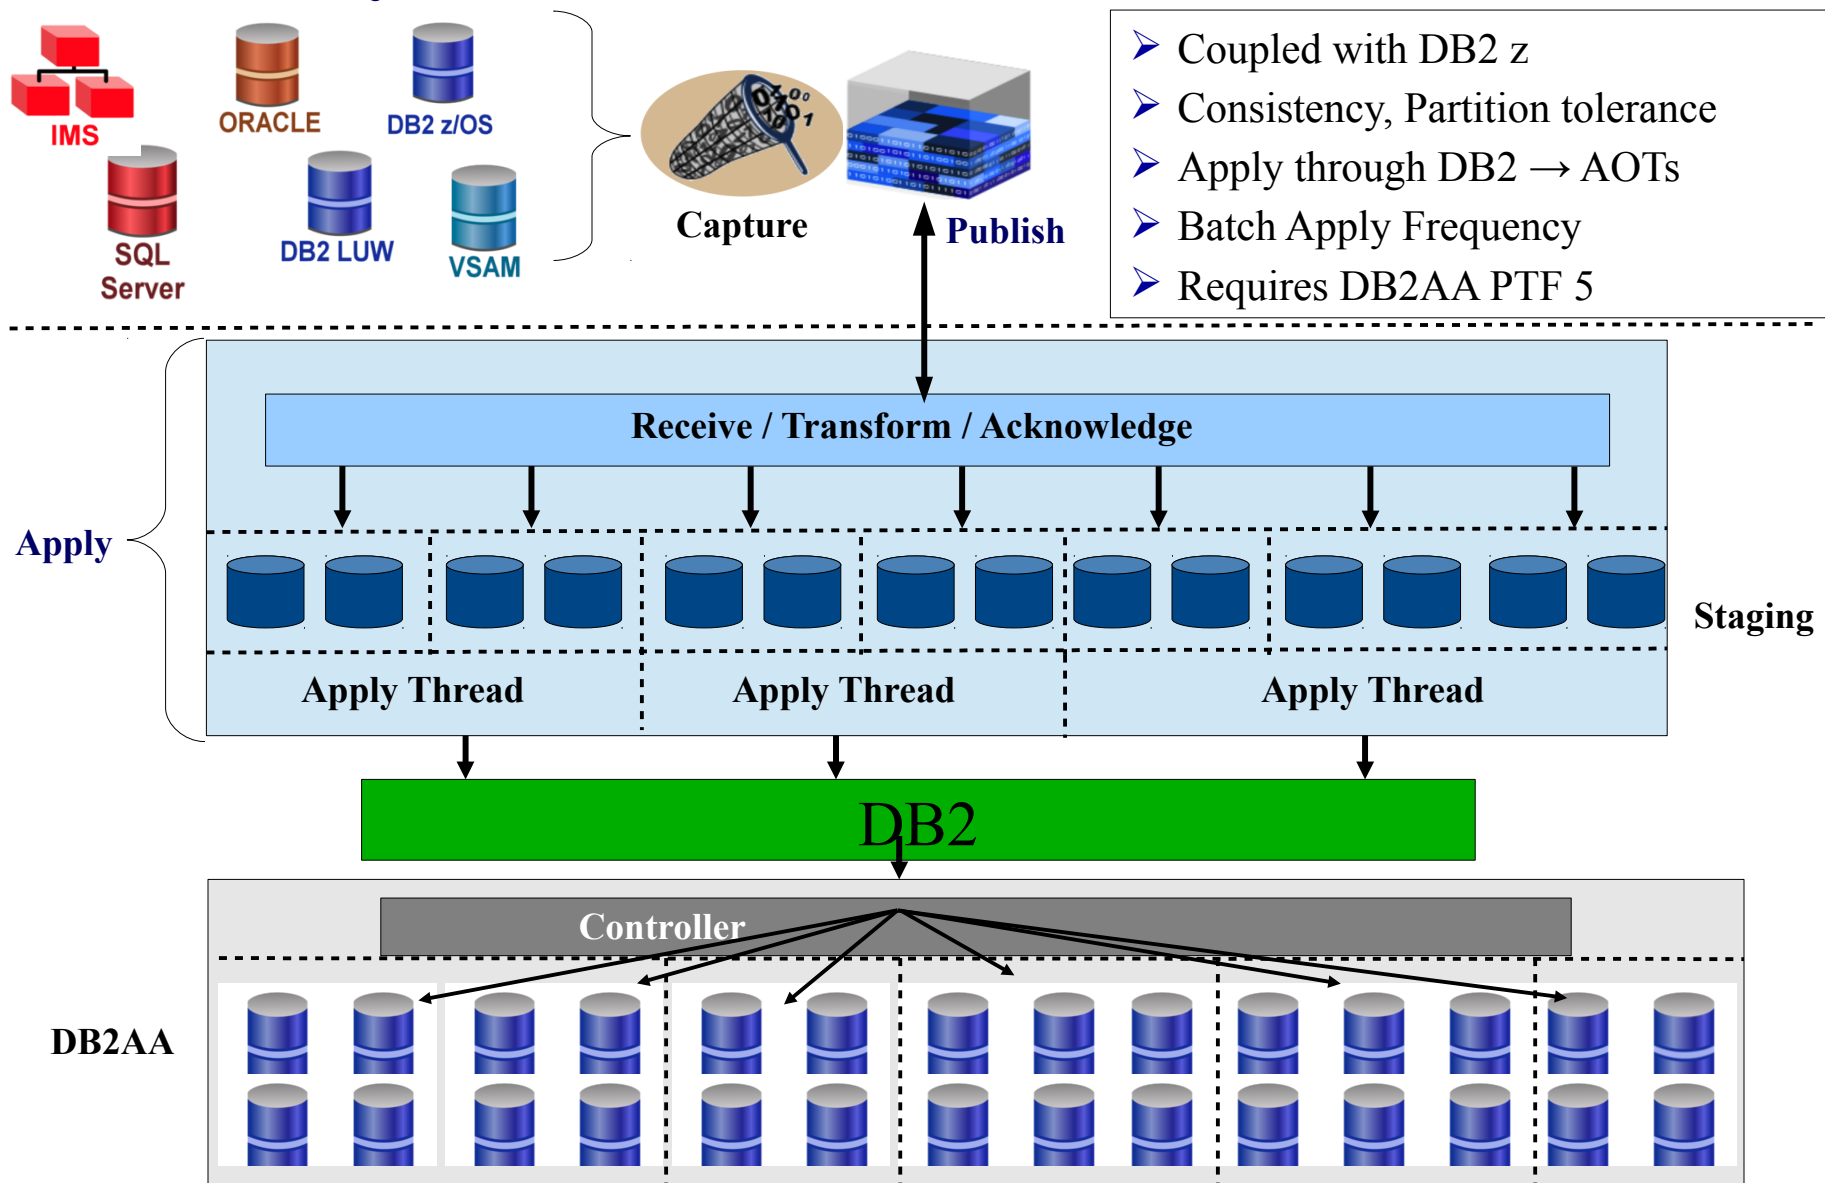 IMS
ORACLE
DB2 z/OS
SQL
Server
DB2 LUW
VSAM
Capture
Publish
➢ Coupled with DB2 z
➢ Consistency, Partition tolerance
➢ Apply through DB2 → AOTs
➢ Batch Apply Frequency
➢ Requires DB2AA PTF 5
Receive / Transform / Acknowledge
Apply
Staging
Apply Thread
Apply Thread
Apply Thread
DB2
Controller
DB2AA